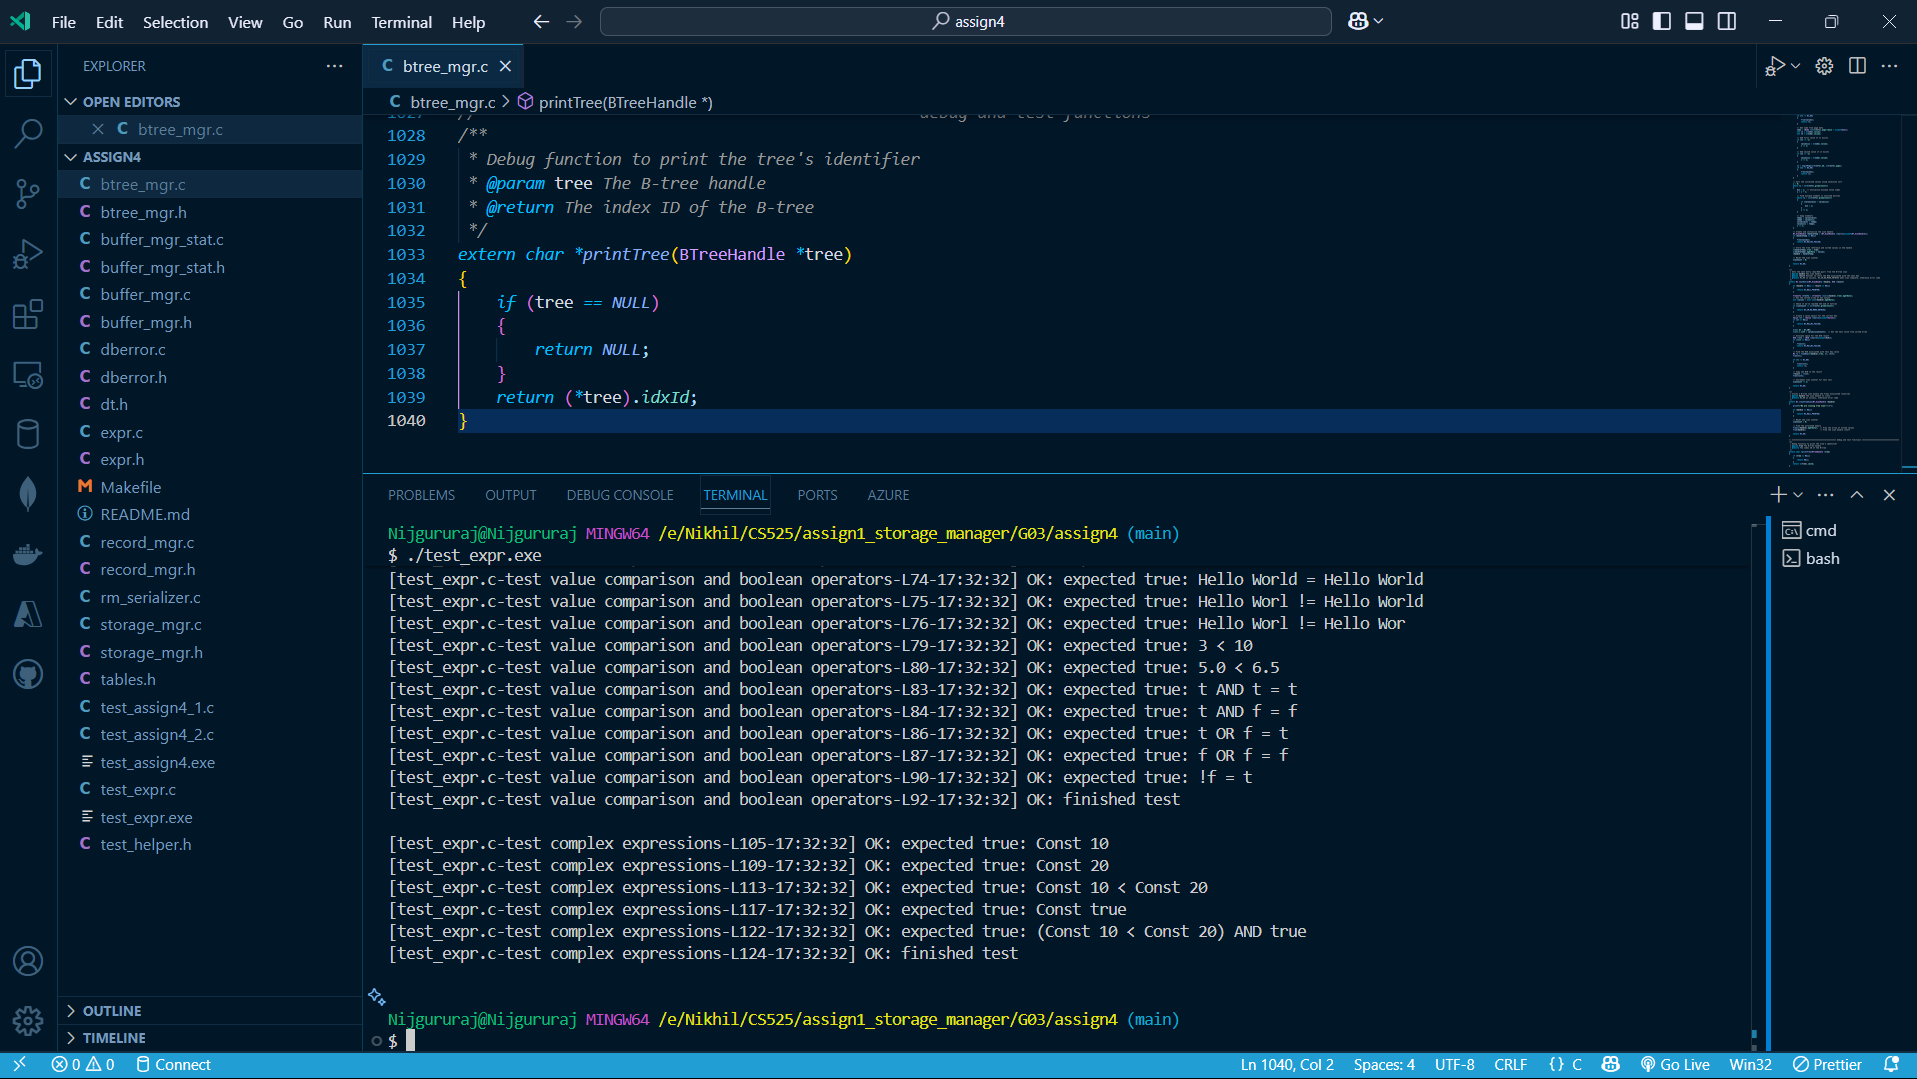 File Edit Selection View Go Run Terminal Help
assign4
EXPLORER
OPEN EDITORS
C btree_mgr.c
ASSIGN4
C btree_mgr.c
C btree_mgr.h
C buffer_mgr_stat.c
C buffer_mgr_stat.h
C buffer_mgr.c
C buffer_mgr.h
C dberror.c
C dberror.h
C dt.h
C expr.c
C expr.h
M Makefile
README.md
C record_mgr.c
C record_mgr.h
C rm_serializer.c
C storage_mgr.c
C storage_mgr.h
C tables.h
C test_assign4_1.c
C test_assign4_2.c
test_assign4.exe
C test_expr.c
test_expr.exe
C test_helper.h
OUTLINE
TIMELINE
C btree_mgr.c
C btree_mgr.c > printTree(BTreeHandle *)
1027 // debug and test functions
1028 /**
1029 * Debug function to print the tree's identifier
1030 * @param tree The B-tree handle
1031 * @return The index ID of the B-tree
1032 */
1033 extern char *printTree(BTreeHandle *tree)
1034 {
1035 if (tree == NULL)
1036 {
1037 return NULL;
1038 }
1039 return (*tree).idxId;
1040 }
PROBLEMS OUTPUT DEBUG CONSOLE TERMINAL PORTS AZURE
Nijgururaj@Nijgururaj MINGW64 /e/Nikhil/CS525/assign1_storage_manager/G03/assign4 (main)
$ ./test_expr.exe
[test_expr.c-test value comparison and boolean operators-L74-17:32:32] OK: expected true: Hello World = Hello World
[test_expr.c-test value comparison and boolean operators-L75-17:32:32] OK: expected true: Hello Worl != Hello World
[test_expr.c-test value comparison and boolean operators-L76-17:32:32] OK: expected true: Hello Worl != Hello Wor
[test_expr.c-test value comparison and boolean operators-L79-17:32:32] OK: expected true: 3 < 10
[test_expr.c-test value comparison and boolean operators-L80-17:32:32] OK: expected true: 5.0 < 6.5
[test_expr.c-test value comparison and boolean operators-L83-17:32:32] OK: expected true: t AND t = t
[test_expr.c-test value comparison and boolean operators-L84-17:32:32] OK: expected true: t AND f = f
[test_expr.c-test value comparison and boolean operators-L86-17:32:32] OK: expected true: t OR f = t
[test_expr.c-test value comparison and boolean operators-L87-17:32:32] OK: expected true: f OR f = f
[test_expr.c-test value comparison and boolean operators-L90-17:32:32] OK: expected true: !f = t
[test_expr.c-test value comparison and boolean operators-L92-17:32:32] OK: finished test
[test_expr.c-test complex expressions-L105-17:32:32] OK: expected true: Const 10
[test_expr.c-test complex expressions-L109-17:32:32] OK: expected true: Const 20
[test_expr.c-test complex expressions-L113-17:32:32] OK: expected true: Const 10 < Const 20
[test_expr.c-test complex expressions-L117-17:32:32] OK: expected true: Const true
[test_expr.c-test complex expressions-L122-17:32:32] OK: expected true: (Const 10 < Const 20) AND true
[test_expr.c-test complex expressions-L124-17:32:32] OK: finished test
Nijgururaj@Nijgururaj MINGW64 /e/Nikhil/CS525/assign1_storage_manager/G03/assign4 (main)
$
cmd
bash
0 0 Connect
Ln 1040, Col 2 Spaces: 4 UTF-8 CRLF {} C Go Live Win32 Prettier